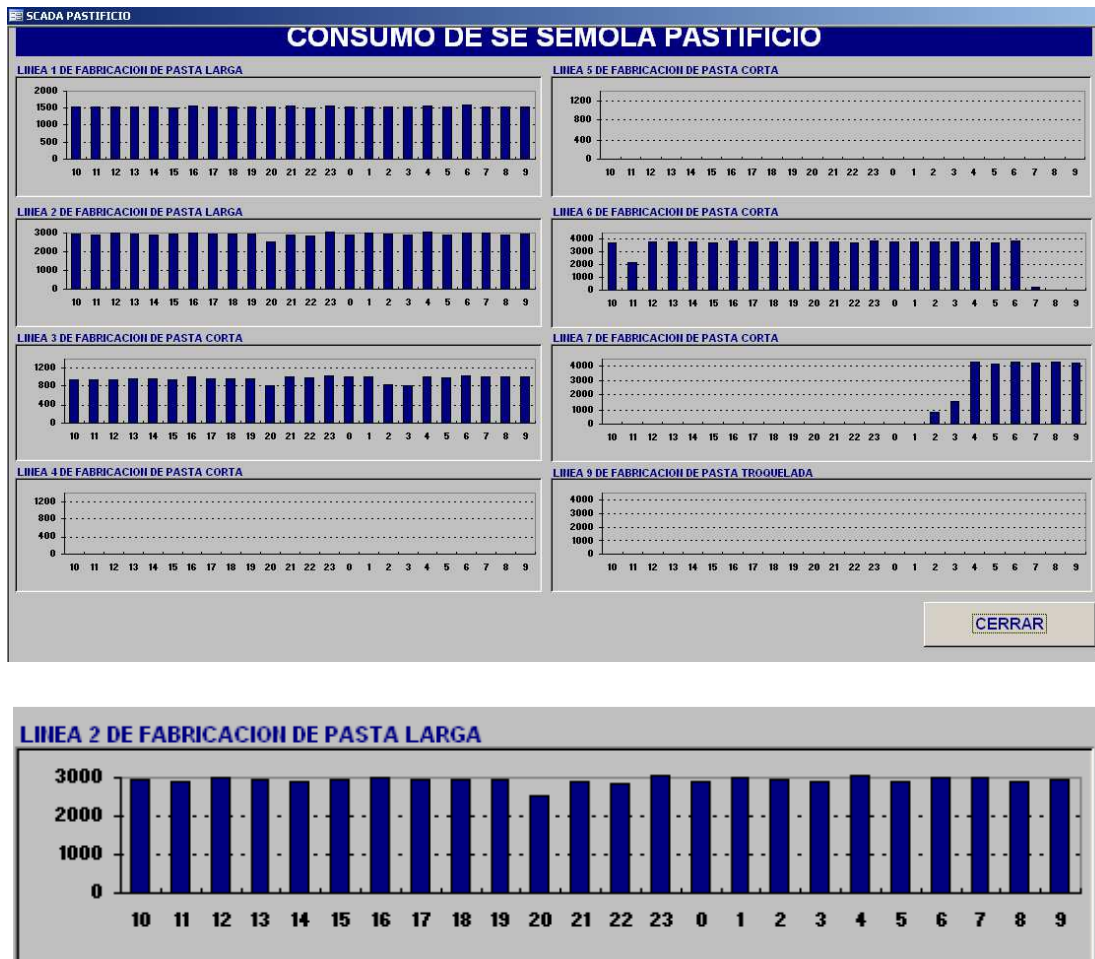 SCADA PASTIFICIO
CONSUMO DE SE SEMOLA PASTIFICIO
LINEA 1 DE FABRICACION DE PASTA LARGA
2000
1500
1000
500
0
10 11 12 13 14 15 16 17 18 19 20 21 22 23 0 1 2 3 4 5 6 7 8 9
LINEA 5 DE FABRICACION DE PASTA CORTA
1200
800
400
0
10 11 12 13 14 15 16 17 18 19 20 21 22 23 0 1 2 3 4 5 6 7 8 9
LINEA 2 DE FABRICACION DE PASTA LARGA
3000
2000
1000
0
10 11 12 13 14 15 16 17 18 19 20 21 22 23 0 1 2 3 4 5 6 7 8 9
LINEA 6 DE FABRICACION DE PASTA CORTA
4000
3000
2000
1000
0
10 11 12 13 14 15 16 17 18 19 20 21 22 23 0 1 2 3 4 5 6 7 8 9
LINEA 3 DE FABRICACION DE PASTA CORTA
1200
800
400
0
10 11 12 13 14 15 16 17 18 19 20 21 22 23 0 1 2 3 4 5 6 7 8 9
LINEA 7 DE FABRICACION DE PASTA CORTA
4000
3000
2000
1000
0
10 11 12 13 14 15 16 17 18 19 20 21 22 23 0 1 2 3 4 5 6 7 8 9
LINEA 4 DE FABRICACION DE PASTA CORTA
1200
800
400
0
10 11 12 13 14 15 16 17 18 19 20 21 22 23 0 1 2 3 4 5 6 7 8 9
LINEA 9 DE FABRICACION DE PASTA TROQUELADA
4000
3000
2000
1000
0
10 11 12 13 14 15 16 17 18 19 20 21 22 23 0 1 2 3 4 5 6 7 8 9
CERRAR
LINEA 2 DE FABRICACION DE PASTA LARGA
3000
2000
1000
0
10 11 12 13 14 15 16 17 18 19 20 21 22 23 0 1 2 3 4 5 6 7 8 9